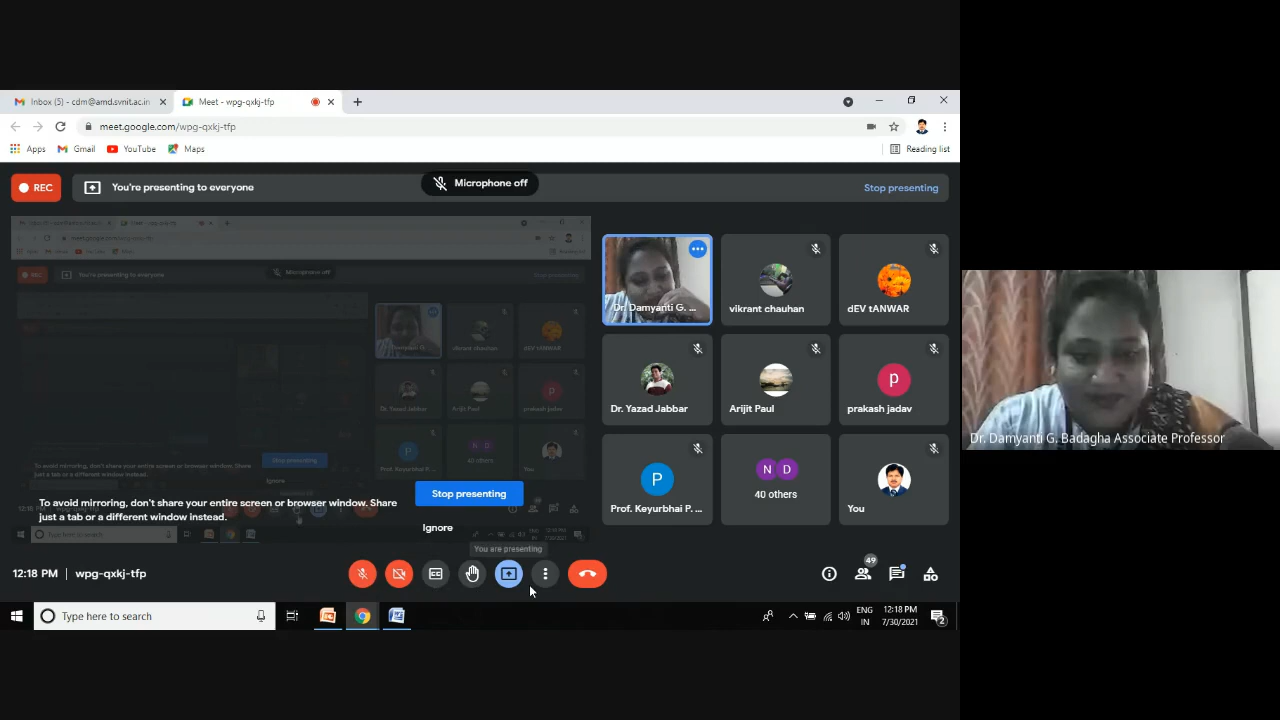 Inbox (5) - cdm@amd.svnit.ac.in
Meet - wpg-qxkj-tfp
meet.google.com/wpg-qxkj-tfp
Apps Gmail YouTube Maps Reading list
REC You're presenting to everyone Microphone off Stop presenting
Dr. Damyanti G. ... vikrant chauhan dEV tANWAR
Dr. Yazad Jabbar Arijit Paul p prakash jadav
P N D
Prof. Keyurbhai P. ... 40 others You
To avoid mirroring, don't share your entire screen or browser window. Share
just a tab or a different window instead.
Stop presenting
Ignore
You are presenting
12:18 PM | wpg-qxkj-tfp 49
Type here to search W ENG
IN 12:18 PM
7/30/2021 2
Dr. Damyanti G. Badagha Associate Professor